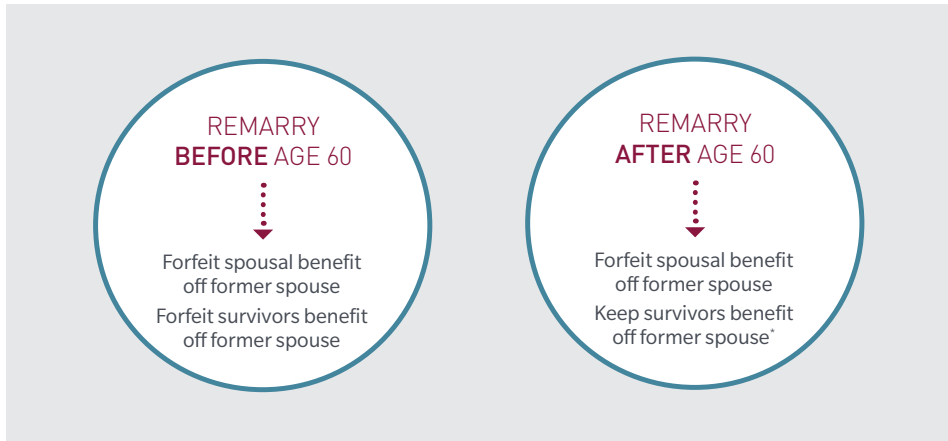 REMARRY
BEFORE AGE 60
Forfeit spousal benefit
off former spouse
Forfeit survivors benefit
off former spouse
REMARRY
AFTER AGE 60
Forfeit spousal benefit
off former spouse
Keep survivors benefit
off former spouse*